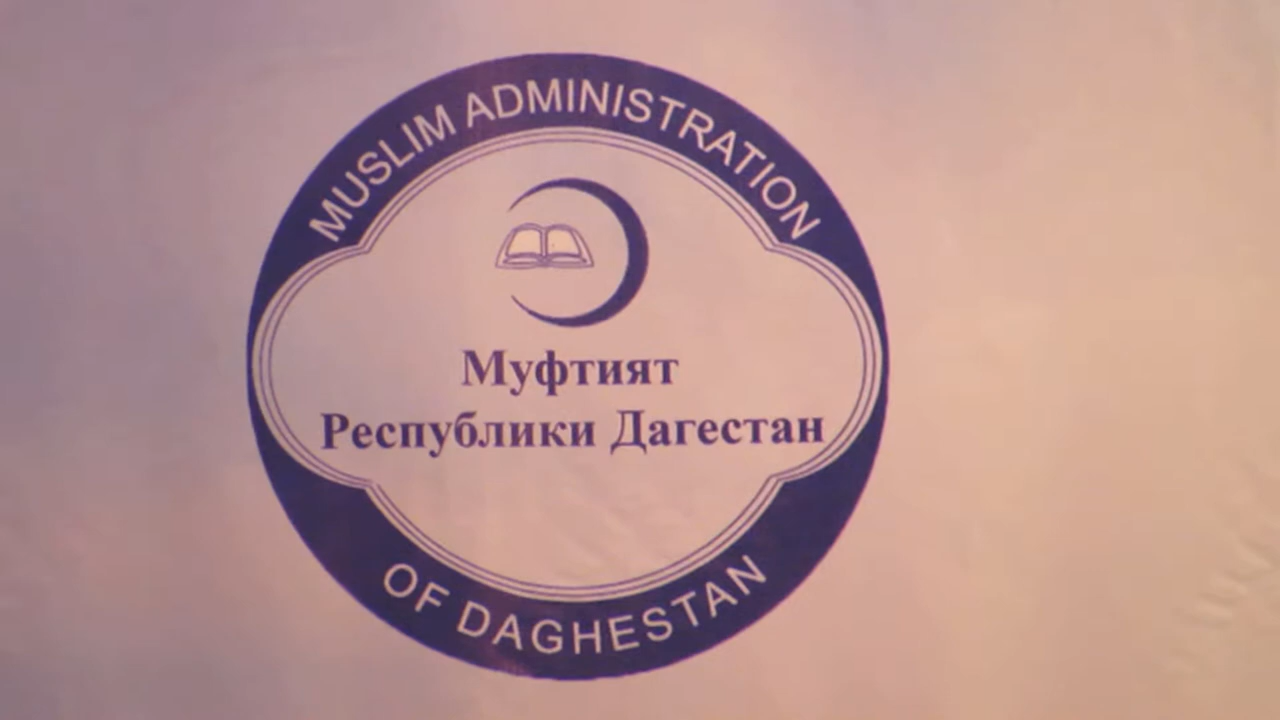 MUSLIM ADMINISTRATION
Муфтият
Республики Дагестан
OF DAGHESTAN